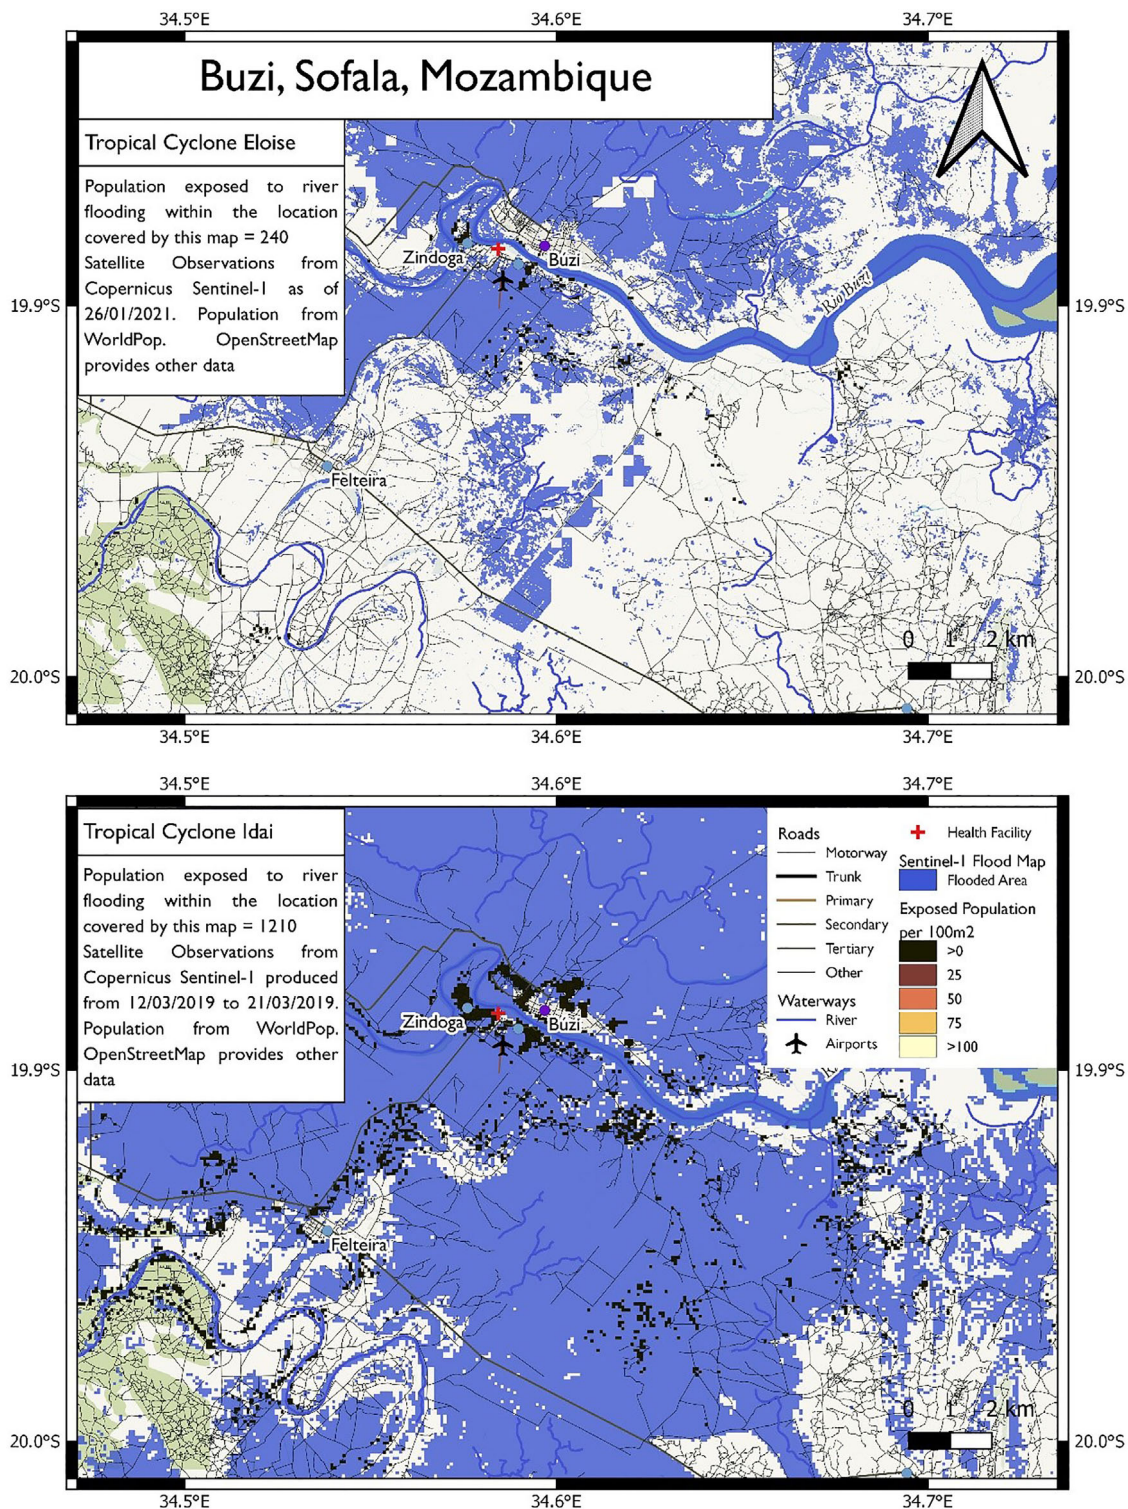 34.5°E 34.6°E 34.7°E
Buzi, Sofala, Mozambique
Tropical Cyclone Eloise
Population exposed to river
flooding within the location
covered by this map = 240
Satellite Observations from
Copernicus Sentinel-1 as of
26/01/2021. Population from
WorldPop. OpenStreetMap
provides other data
Zindoga
Buzi
Rio Buzi
19.9°S 19.9°S
Felteira
0 1 2 km
20.0°S 20.0°S
34.5°E 34.6°E 34.7°E
34.5°E 34.6°E 34.7°E
Tropical Cyclone Idai
Population exposed to river
flooding within the location
covered by this map = 1210
Satellite Observations from
Copernicus Sentinel-1 produced
from 12/03/2019 to 21/03/2019.
Population from WorldPop.
OpenStreetMap provides other
data
Roads
Motorway
Trunk
Primary
Secondary
Tertiary
Other
Waterways
River
Airports
Health Facility
Sentinel-1 Flood Map
Flooded Area
Exposed Population
per 100m2
>0
25
50
75
>100
Zindoga
Buzi
19.9°S 19.9°S
Felteira
0 1 2 km
20.0°S 20.0°S
34.5°E 34.6°E 34.7°E